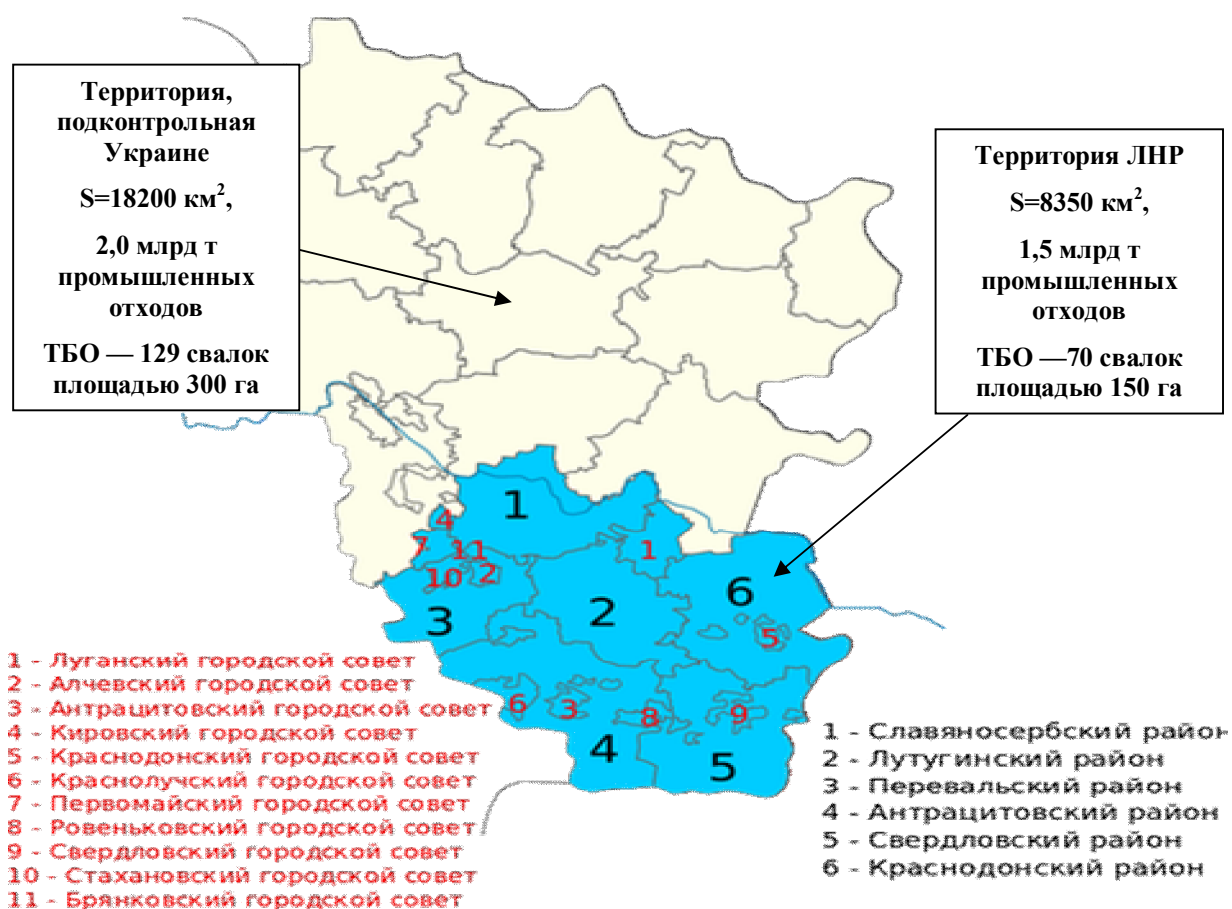 Территория,
подконтрольная
Украине
S=18200 км²,
2,0 млрд т
промышленных
отходов
ТБО — 129 свалок
площадью 300 га
Территория ЛНР
S=8350 км²,
1,5 млрд т
промышленных
отходов
ТБО —70 свалок
площадью 150 га
1
4
7
11
1
10
2
6
3
2
5
6
3
8
9
4
5
1 - Луганский городской совет
2 - Алчевский городской совет
3 - Антрацитовский городской совет
4 - Кировский городской совет
5 - Краснодонский городской совет
6 - Краснолучский городской совет
7 - Первомайский городской совет
8 - Ровеньковский городской совет
9 - Свердловский городской совет
10 - Стахановский городской совет
11 - Брянковский городской совет
1 - Славяносербский район
2 - Лутугинский район
3 - Перевальский район
4 - Антрацитовский район
5 - Свердловский район
6 - Краснодонский район